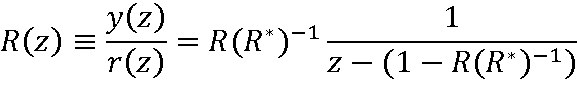 R(z) ≡ y(z)/r(z) = R(R*)⁻¹ 1/(z − (1 − R(R*)⁻¹))